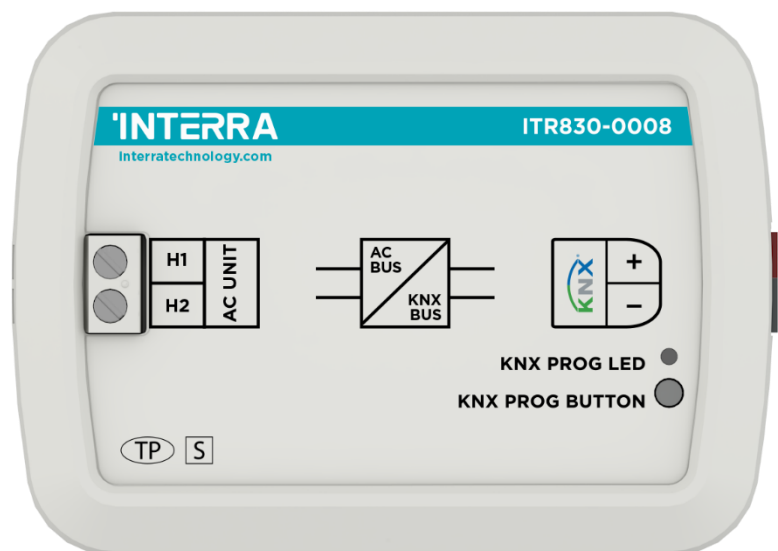 INTERRA
ITR830-0008
interratechnology.com
H1
H2
AC UNIT
AC
BUS
KNX
BUS
KNX
+
−
KNX PROG LED
KNX PROG BUTTON
TP
S